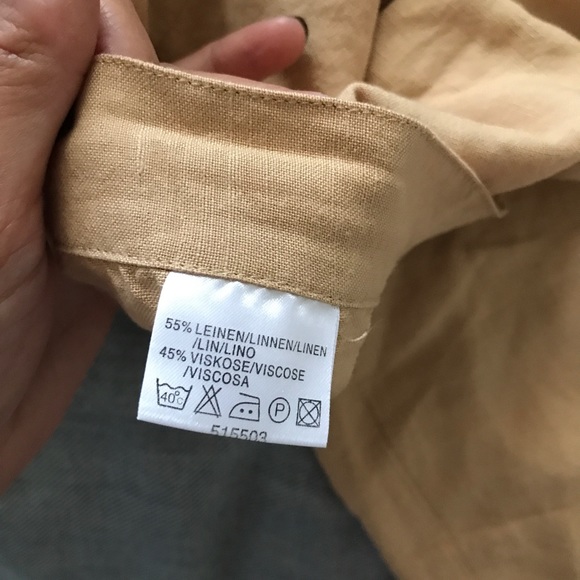 55% LEINEN/LINNEN/LINEN
/LIN/LINO
45% VISKOSE/VISCOSE
/VISCOSA
40°C P
515503